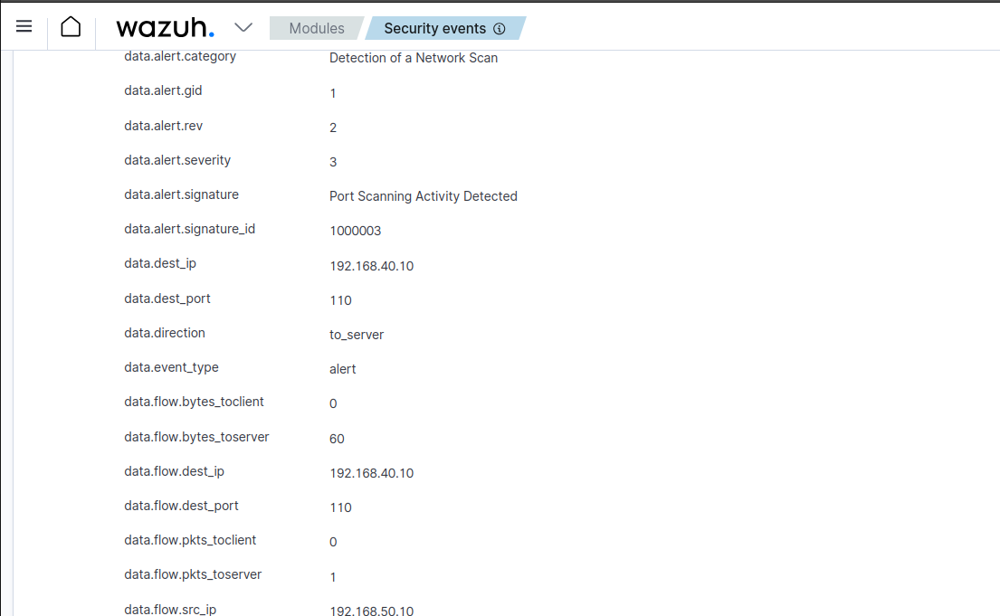 wazuh. Modules Security events
data.alert.category Detection of a Network Scan
data.alert.gid 1
data.alert.rev 2
data.alert.severity 3
data.alert.signature Port Scanning Activity Detected
data.alert.signature_id 1000003
data.dest_ip 192.168.40.10
data.dest_port 110
data.direction to_server
data.event_type alert
data.flow.bytes_toclient 0
data.flow.bytes_toserver 60
data.flow.dest_ip 192.168.40.10
data.flow.dest_port 110
data.flow.pkts_toclient 0
data.flow.pkts_toserver 1
data.flow.src_ip 192.168.50.10